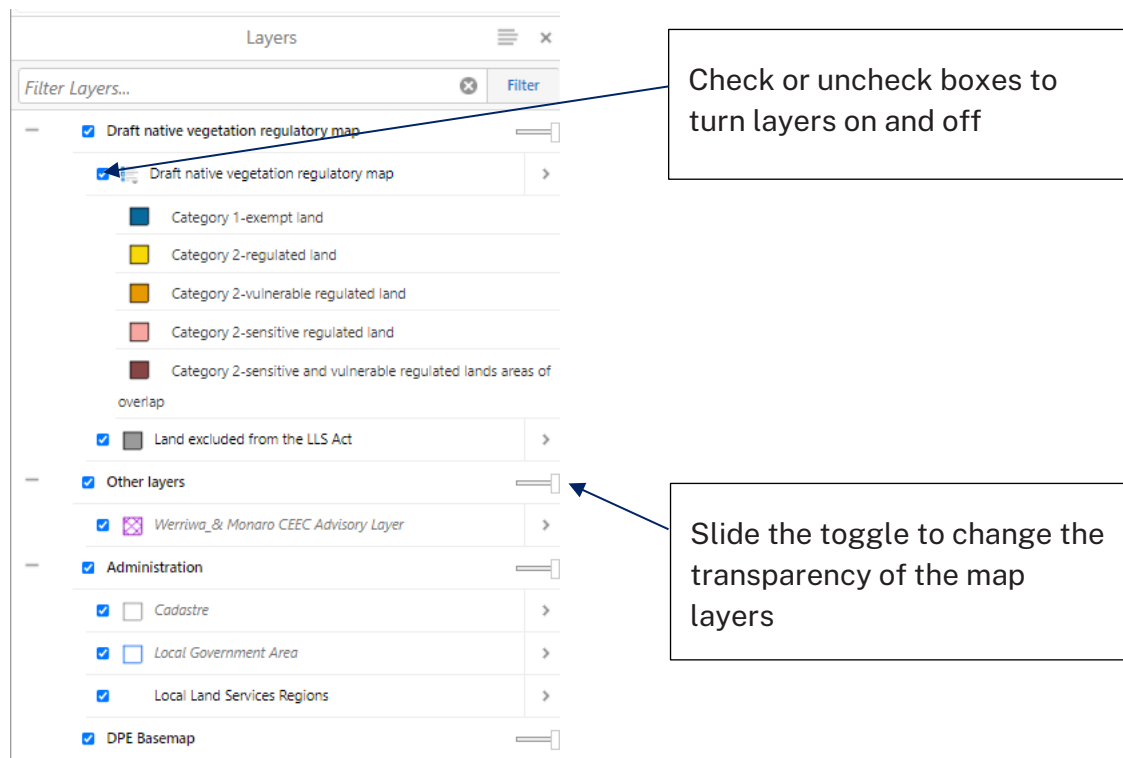 Layers
Filter Layers...
Filter
Draft native vegetation regulatory map
Draft native vegetation regulatory map
Category 1-exempt land
Category 2-regulated land
Category 2-vulnerable regulated land
Category 2-sensitive regulated land
Category 2-sensitive and vulnerable regulated lands areas of
overlap
Land excluded from the LLS Act
Other layers
Werriwa_& Monaro CEEC Advisory Layer
Administration
Cadastre
Local Government Area
Local Land Services Regions
DPE Basemap
Check or uncheck boxes to
turn layers on and off
Slide the toggle to change the
transparency of the map
layers